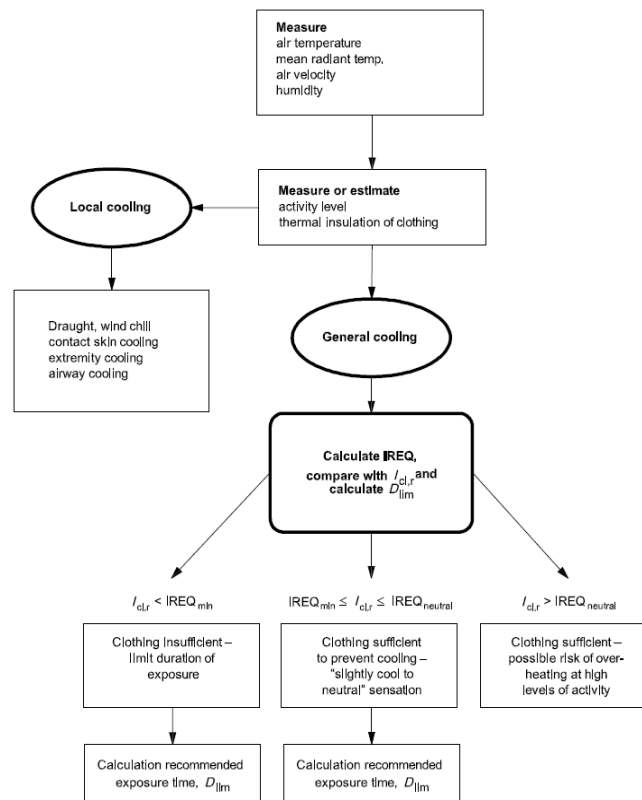 Measure
air temperature
mean radiant temp.
air velocity
humidity
Measure or estimate
activity level
thermal insulation of clothing
Local cooling
Draught, wind chill
contact skin cooling
extremity cooling
airway cooling
General cooling
Calculate IREQ,
compare with I_cl,r and
calculate D_lim
I_cl,r < IREQ_min
IREQ_min ≤ I_cl,r ≤ IREQ_neutral
I_cl,r > IREQ_neutral
Clothing insufficient –
limit duration of
exposure
Clothing sufficient
to prevent cooling –
“slightly cool to
neutral” sensation
Clothing sufficient –
possible risk of over-
heating at high
levels of activity
Calculation recommended
exposure time, D_lim
Calculation recommended
exposure time, D_lim